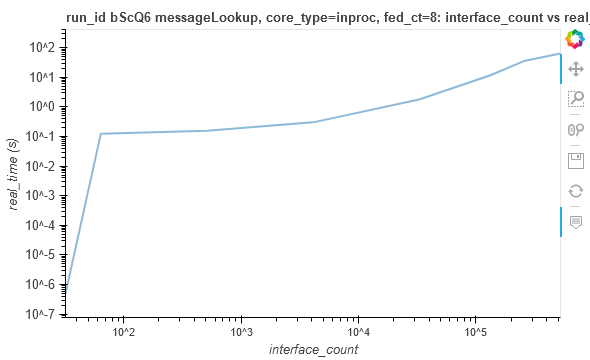 run_id bScQ6 messageLookup, core_type=inproc, fed_ct=8: interface_count vs real_
10^2
10^1
10^0
10^-1
10^-2
10^-3
10^-4
10^-5
10^-6
10^-7
real_time (s)
10^2 10^3 10^4 10^5
interface_count